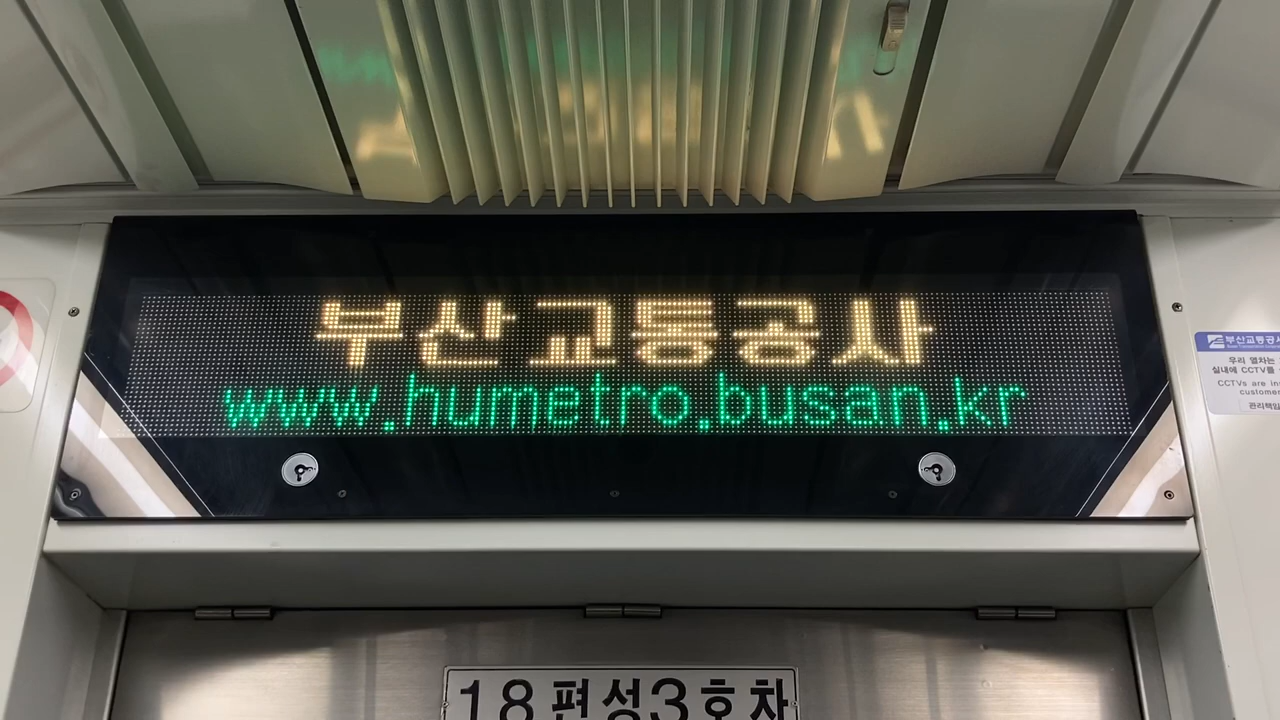 부산교통공사
www.humetro.busan.kr
부산교통공사
우리 열차는
실내에 CCTV를
CCTVs are
customer
관리책임
18편성3호차